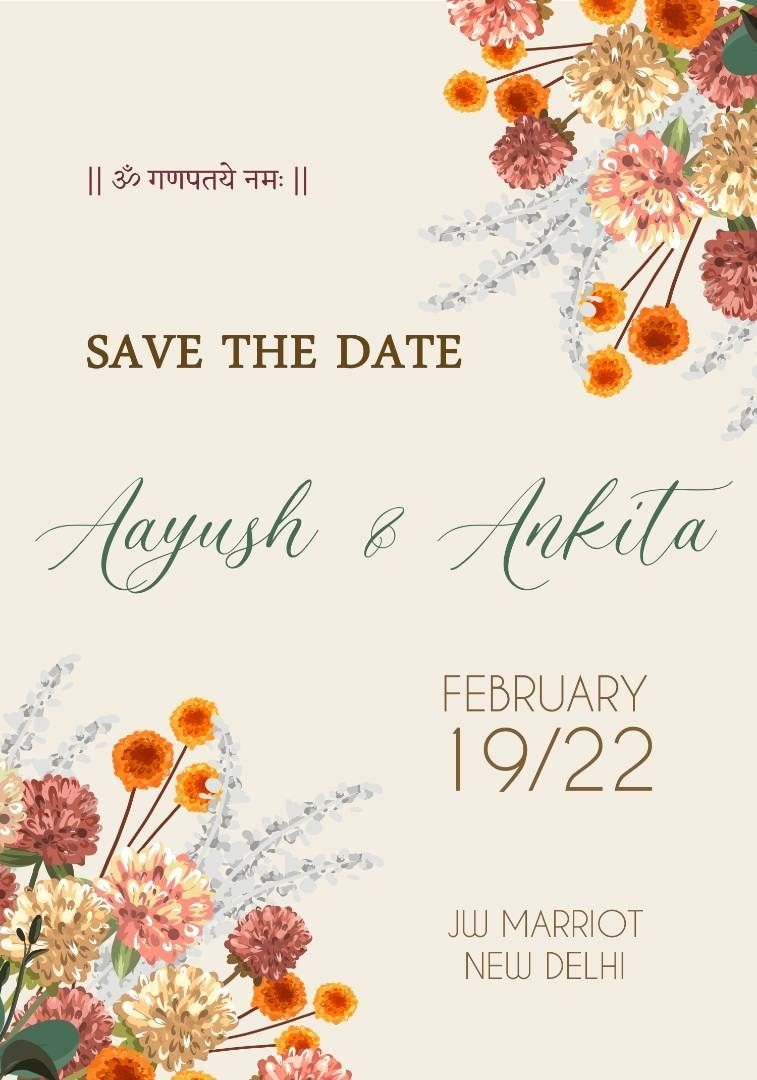 || ॐ गणपतये नमः ||
SAVE THE DATE
Aayush & Ankita
FEBRUARY
19/22
JW MARRIOT
NEW DELHI